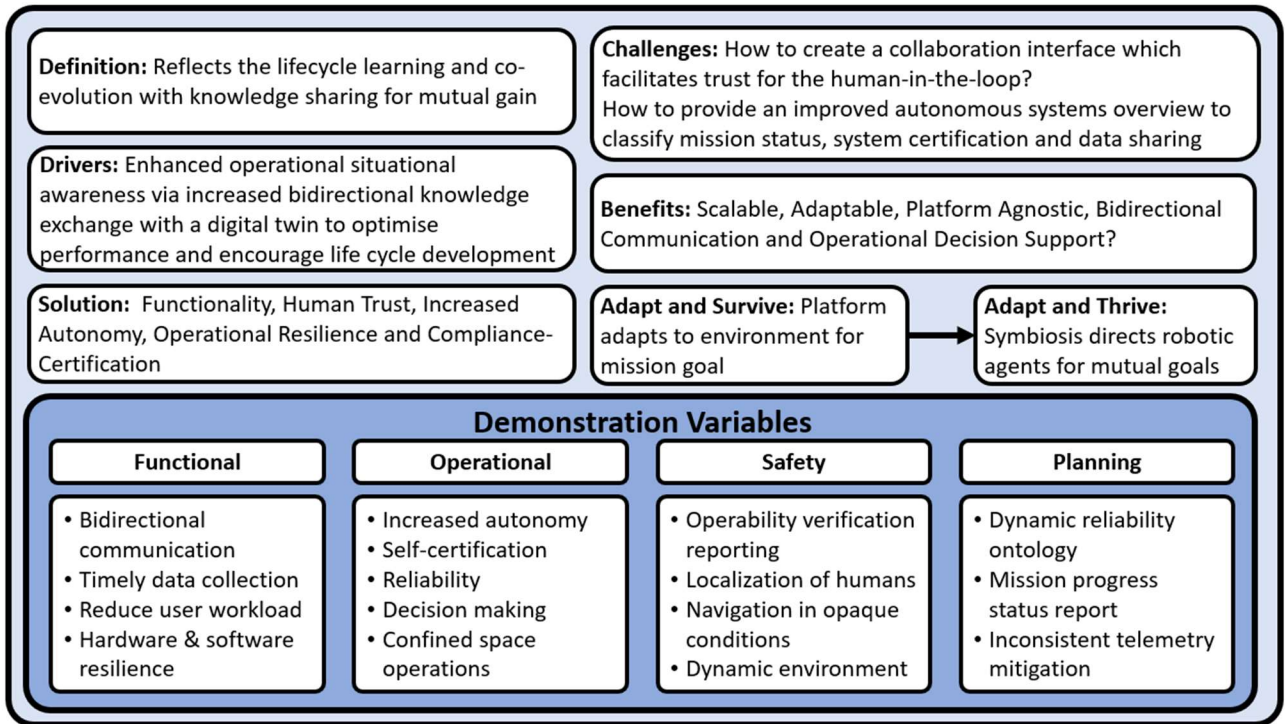 Definition: Reflects the lifecycle learning and co-
evolution with knowledge sharing for mutual gain
Challenges: How to create a collaboration interface which
facilitates trust for the human-in-the-loop?
How to provide an improved autonomous systems overview to
classify mission status, system certification and data sharing
Drivers: Enhanced operational situational
awareness via increased bidirectional knowledge
exchange with a digital twin to optimise
performance and encourage life cycle development
Benefits: Scalable, Adaptable, Platform Agnostic, Bidirectional
Communication and Operational Decision Support?
Solution: Functionality, Human Trust, Increased
Autonomy, Operational Resilience and Compliance-
Certification
Adapt and Survive: Platform
adapts to environment for
mission goal
Adapt and Thrive:
Symbiosis directs robotic
agents for mutual goals
Demonstration Variables
Functional
• Bidirectional
communication
• Timely data collection
• Reduce user workload
• Hardware & software
resilience
Operational
• Increased autonomy
• Self-certification
• Reliability
• Decision making
• Confined space
operations
Safety
• Operability verification
reporting
• Localization of humans
• Navigation in opaque
conditions
• Dynamic environment
Planning
• Dynamic reliability
ontology
• Mission progress
status report
• Inconsistent telemetry
mitigation